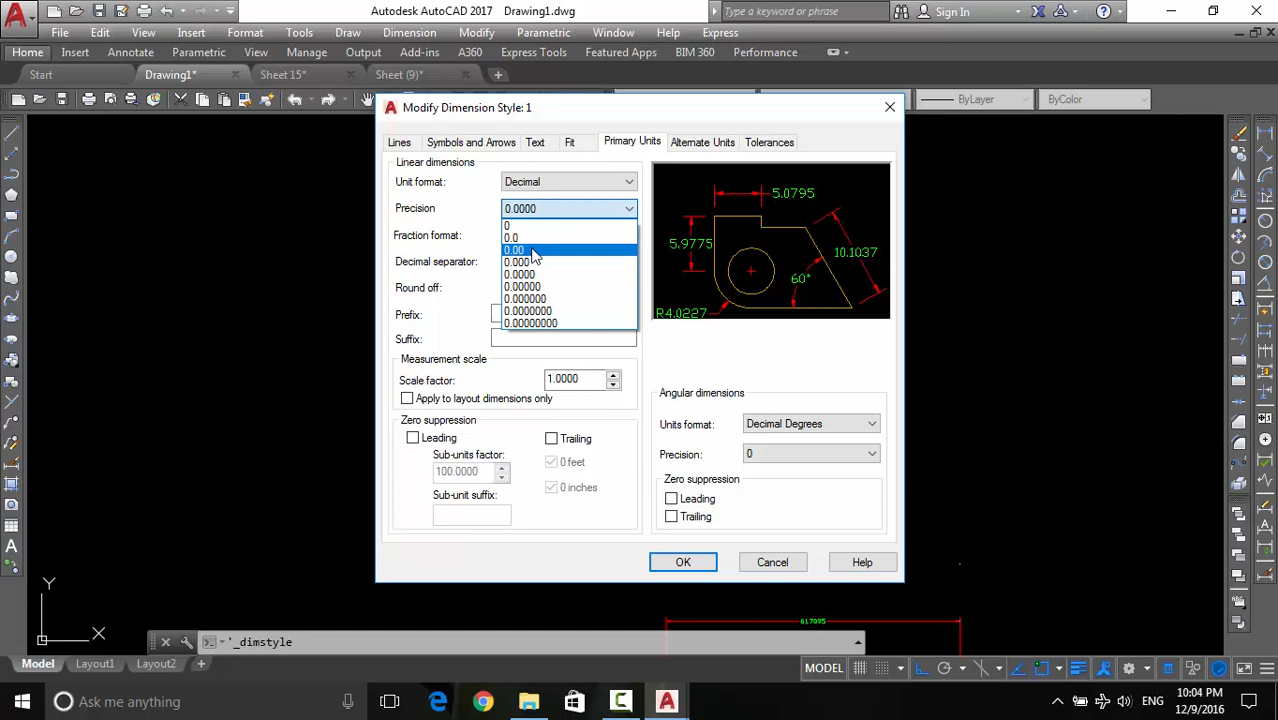 Autodesk AutoCAD 2017 Drawing1.dwg
Type a keyword or phrase
Sign In
File Edit View Insert Format Tools Draw Dimension Modify Parametric Window Help Express
Home Insert Annotate Parametric View Manage Output Add-ins A360 Express Tools Featured Apps BIM 360 Performance
Start Drawing1* Sheet 15* Sheet (9)*
ByLayer ByColor
Modify Dimension Style: 1
Lines Symbols and Arrows Text Fit Primary Units Alternate Units Tolerances
Linear dimensions
Unit format: Decimal
Precision 0.0000
0
0.0
0.00
0.000
0.0000
0.00000
0.000000
0.0000000
0.00000000
Fraction format:
Decimal separator:
Round off:
Prefix:
Suffix:
Measurement scale
Scale factor: 1.0000
Apply to layout dimensions only
Zero suppression
Leading Trailing
Sub-units factor: 0 feet
100.0000
0 inches
Sub-unit suffix:
5.0795
5.9775
10.1037
60°
R4.0227
Angular dimensions
Units format: Decimal Degrees
Precision: 0
Zero suppression
Leading
Trailing
OK Cancel Help
Y
X
61.7095
'_dimstyle
Model Layout1 Layout2
MODEL
Ask me anything
10:04 PM
12/9/2016